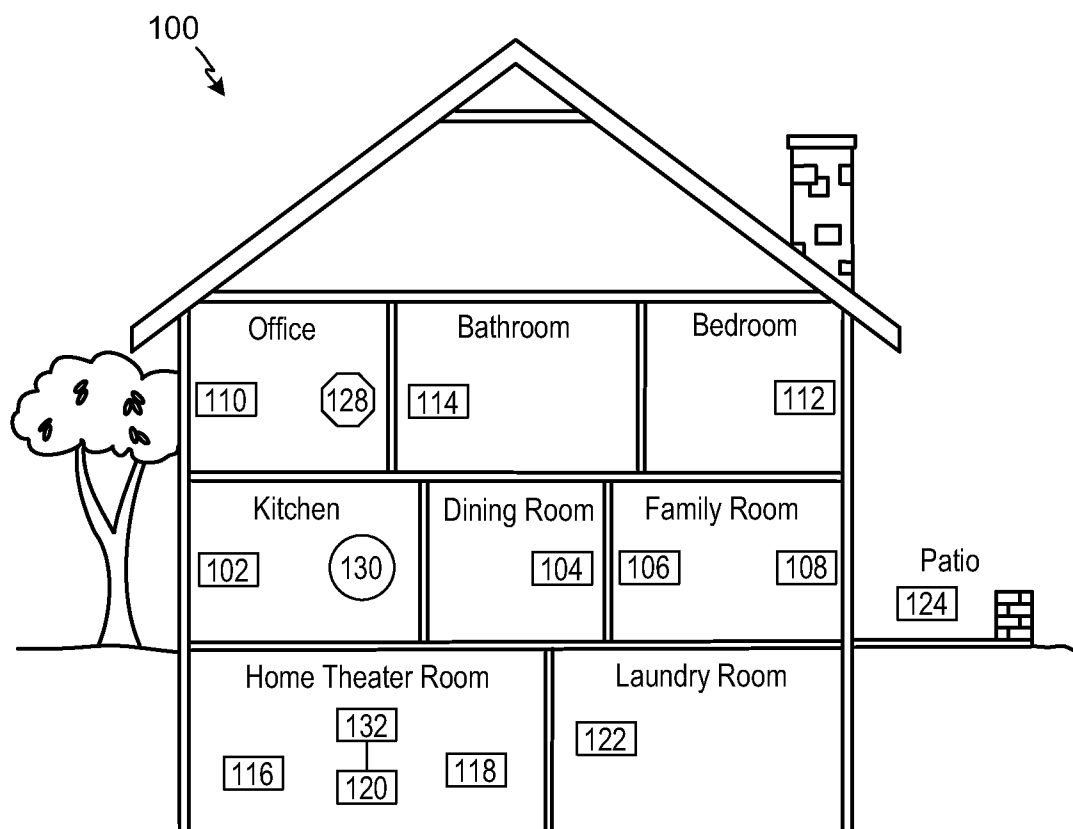 100
Office
Bathroom
Bedroom
110
128
114
112
Kitchen
Dining Room
Family Room
102
130
104
106
108
Patio
124
Home Theater Room
Laundry Room
132
122
116
120
118